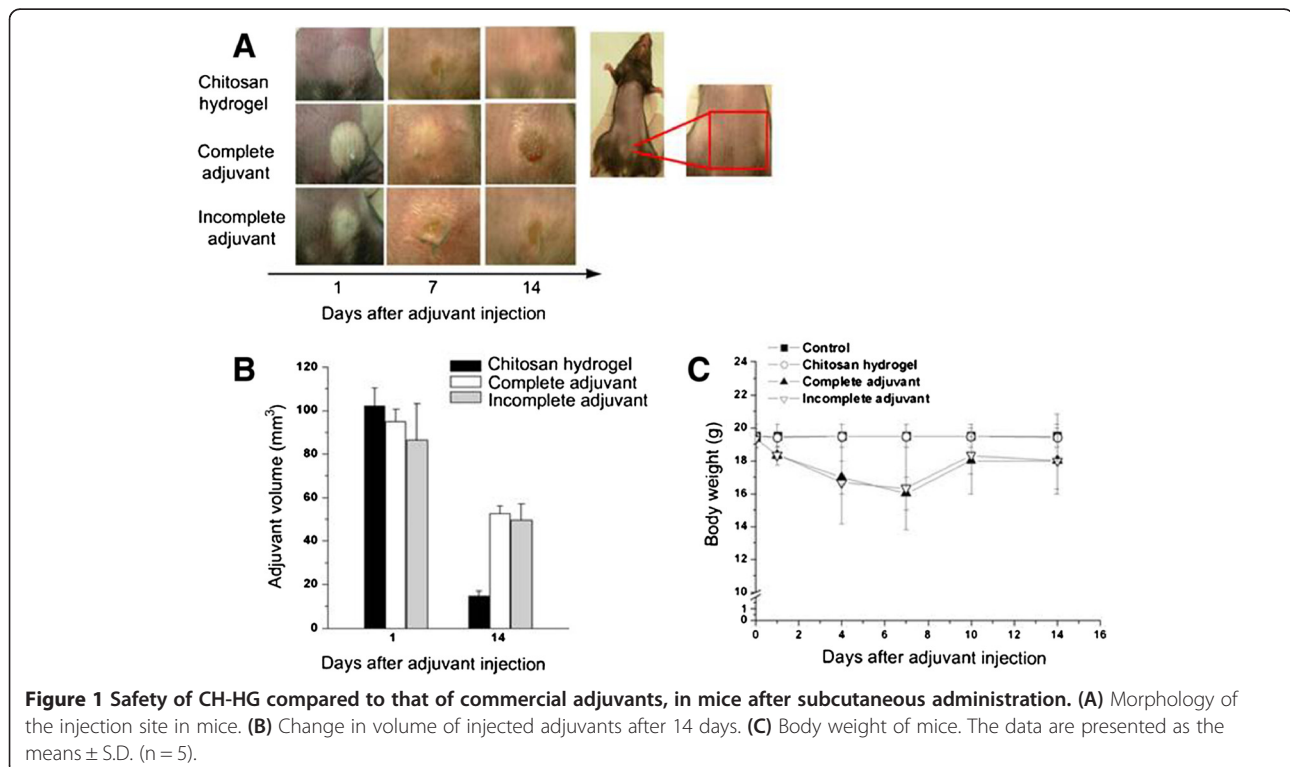 A
Chitosan
hydrogel
Complete
adjuvant
Incomplete
adjuvant
1 7 14
Days after adjuvant injection
B
Chitosan hydrogel
Complete adjuvant
Incomplete adjuvant
Adjuvant volume (mm³)
120
100
80
60
40
20
0
1 14
Days after adjuvant injection
C
Control
Chitosan hydrogel
Complete adjuvant
Incomplete adjuvant
Body weight (g)
24
22
20
18
16
14
12
10
1
0
0 2 4 6 8 10 12 14 16
Days after adjuvant injection
Figure 1 Safety of CH-HG compared to that of commercial adjuvants, in mice after subcutaneous administration. (A) Morphology of
the injection site in mice. (B) Change in volume of injected adjuvants after 14 days. (C) Body weight of mice. The data are presented as the
means ± S.D. (n = 5).